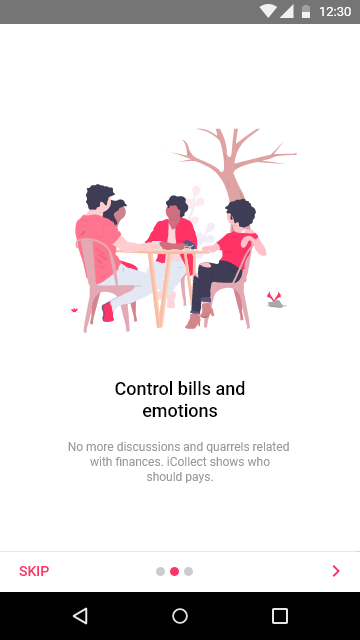 12:30
Control bills and
emotions
No more discussions and quarrels related
with finances. iCollect shows who
should pays.
SKIP